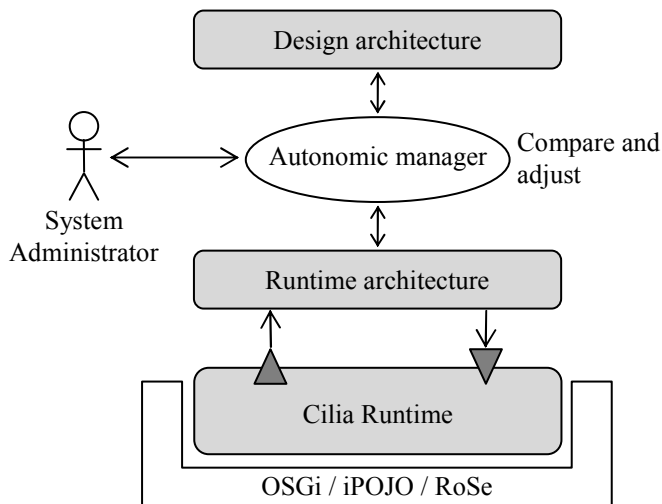 Design architecture
Autonomic manager
Compare and
adjust
System
Administrator
Runtime architecture
Cilia Runtime
OSGi / iPOJO / RoSe